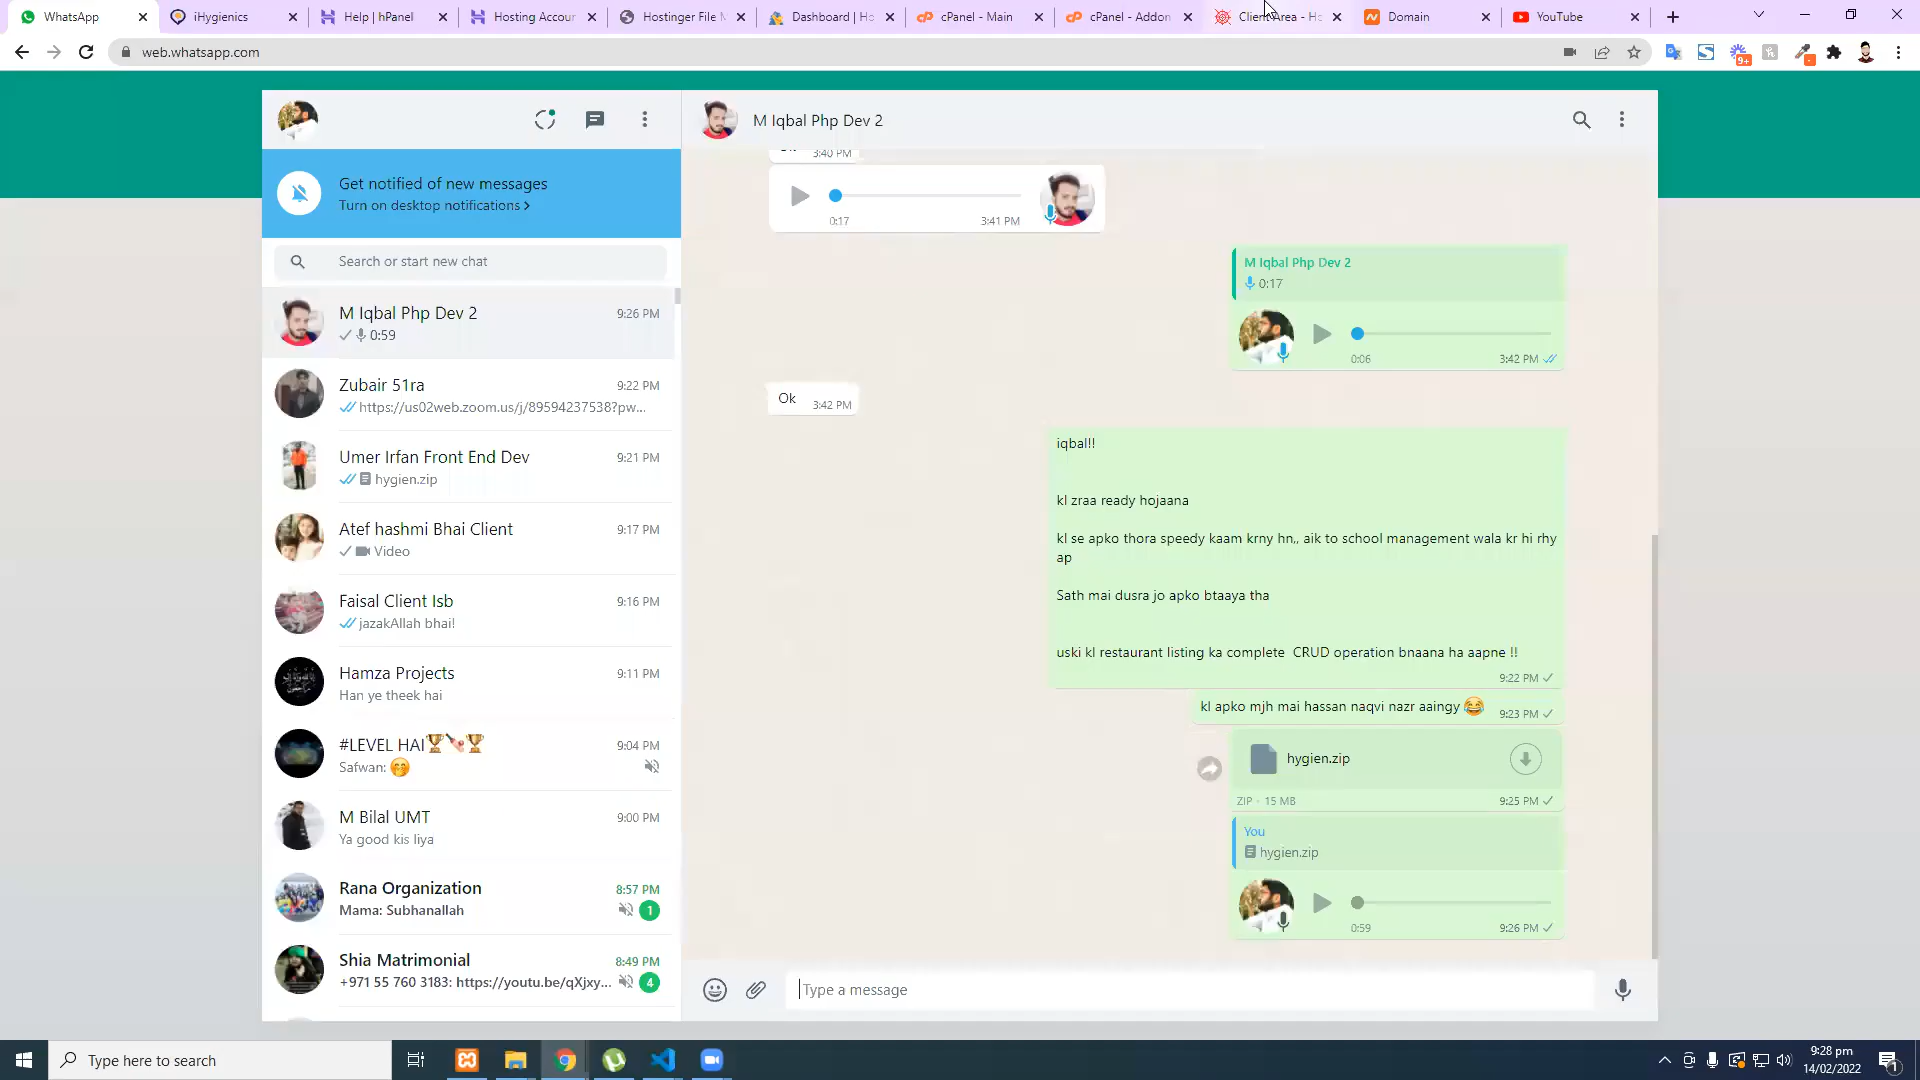 WhatsApp
iHygienics
Help | hPanel
Hosting Accour
Hostinger File M
Dashboard | Ho
cPanel - Main
cPanel - Addon
Client Area - Ho
Domain
YouTube
web.whatsapp.com
9+
M Iqbal Php Dev 2
Get notified of new messages
Turn on desktop notifications >
Search or start new chat
M Iqbal Php Dev 2
9:26 PM
0:59
Zubair 51ra
9:22 PM
https://us02web.zoom.us/j/89594237538?pw...
Umer Irfan Front End Dev
9:21 PM
hygien.zip
Atef hashmi Bhai Client
9:17 PM
Video
Faisal Client Isb
9:16 PM
jazakAllah bhai!
Hamza Projects
9:11 PM
Han ye theek hai
#LEVEL HAI🏆🏏🏆
9:04 PM
Safwan: 🤭
M Bilal UMT
9:00 PM
Ya good kis liya
Rana Organization
8:57 PM
Mama: Subhanallah
1
Shia Matrimonial
8:49 PM
+971 55 760 3183: https://youtu.be/qXjxy...
4
3:40 PM
0:17
3:41 PM
M Iqbal Php Dev 2
0:17
0:06
3:42 PM
Ok
3:42 PM
iqbal!!
kl zraa ready hojaana
kl se apko thora speedy kaam krny hn,, aik to school management wala kr hi rhy
ap
Sath mai dusra jo apko btaaya tha
uski kl restaurant listing ka complete CRUD operation bnaana ha aapne !!
9:22 PM
kl apko mjh mai hassan naqvi nazr aaingy 😂
9:23 PM
hygien.zip
ZIP · 15 MB
9:25 PM
You
hygien.zip
0:59
9:26 PM
Type a message
Type here to search
9:28 pm
14/02/2022
1